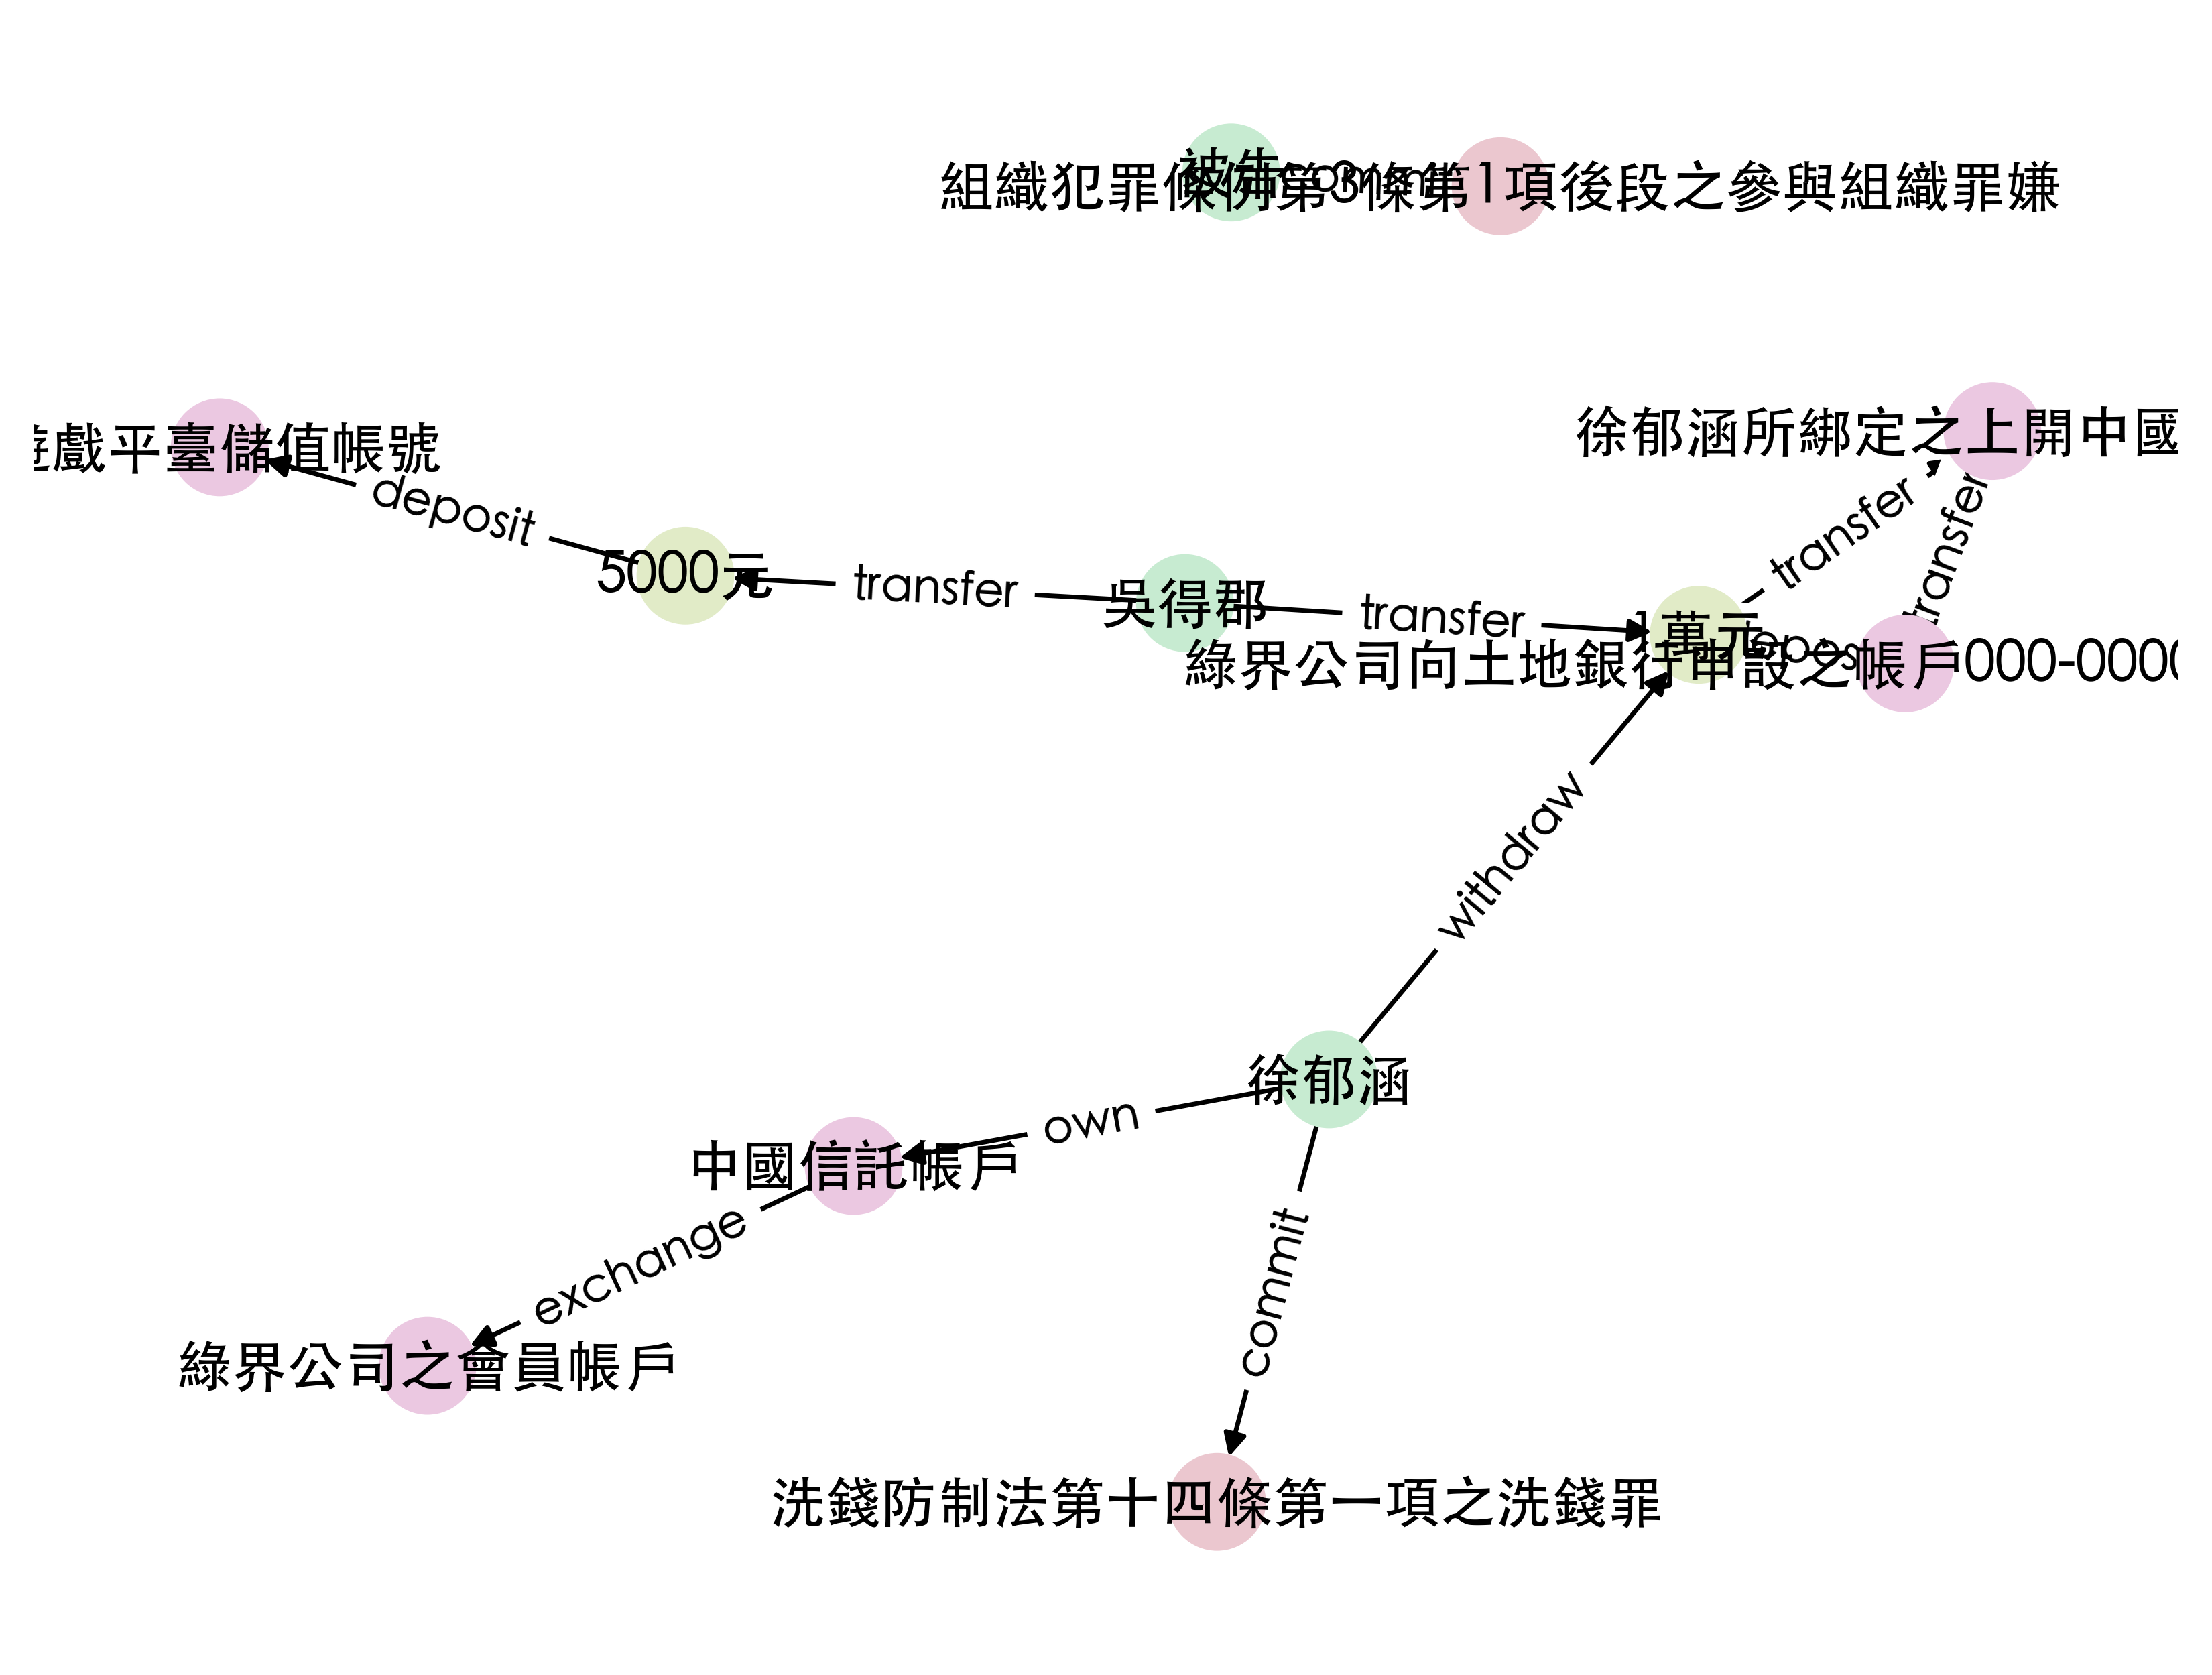 被告
組織犯罪條例第3條第1項後段之參與組織罪嫌
徐郁涵所綁定之上開中國
戲平臺儲值帳號
deposit
transfer
transfer
5000元
transfer
吳得郡
transfer
1萬元
綠界公司向土地銀行申設之帳戶000-000
withdraw
徐郁涵
own
中國信託帳戶
exchange
commit
綠界公司之會員帳戶
洗錢防制法第十四條第一項之洗錢罪